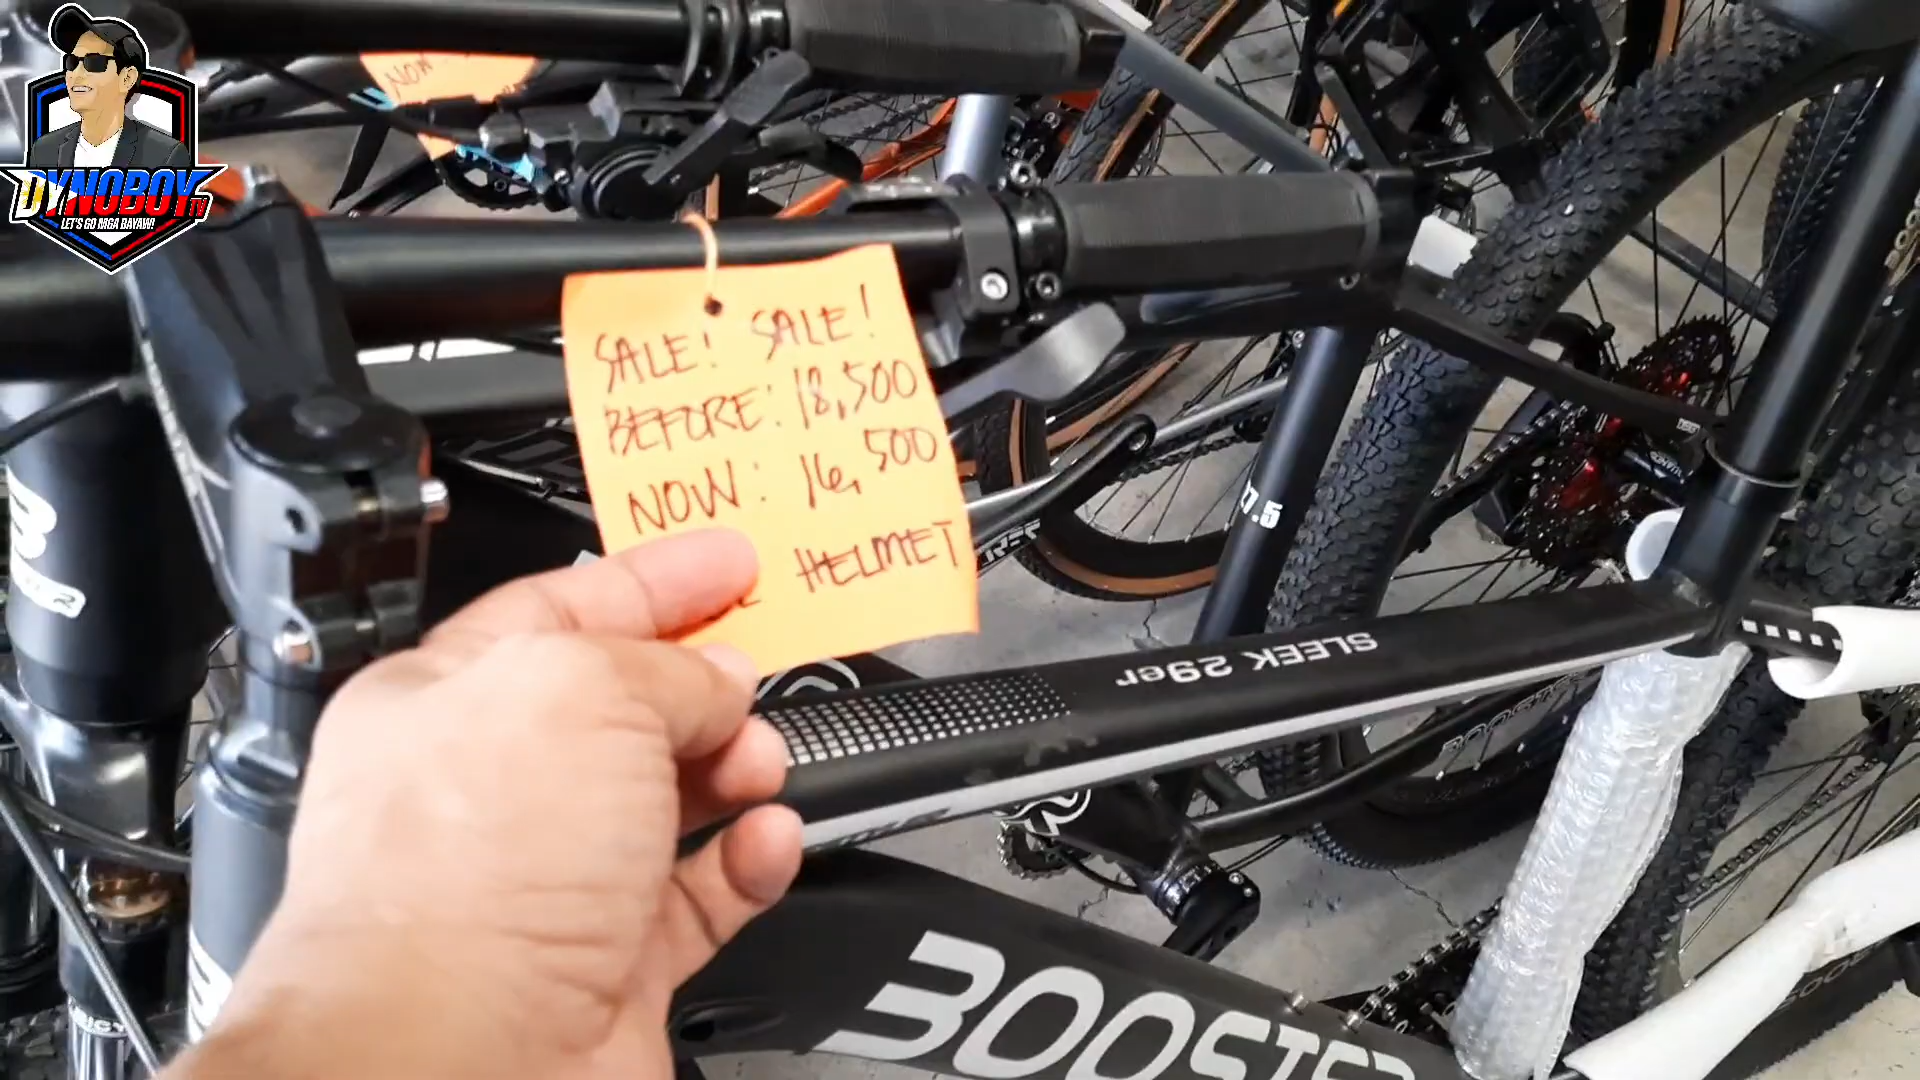 DYNOBOY TV
LET'S GO MGA BAYAW!
NOW
SALE! SALE!
BEFORE: 18,500
NOW: 16,500
HELMET
27.5
SLEEK 29er
BOOSTER